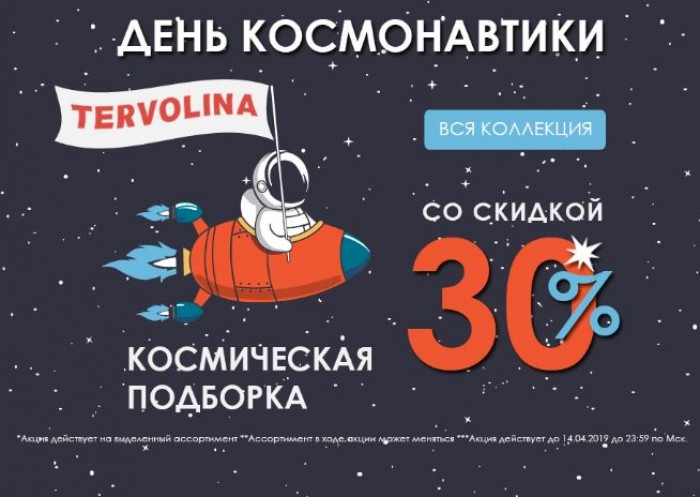 ДЕНЬ КОСМОНАВТИКИ
TERVOLINA
ВСЯ КОЛЛЕКЦИЯ
СО СКИДКОЙ
30%
КОСМИЧЕСКАЯ
ПОДБОРКА
*Акция действует на выделенный ассортимент **Ассортимент в ходе акции может меняться ***Акция действует до 14.04.2019 до 23:59 по Мск.